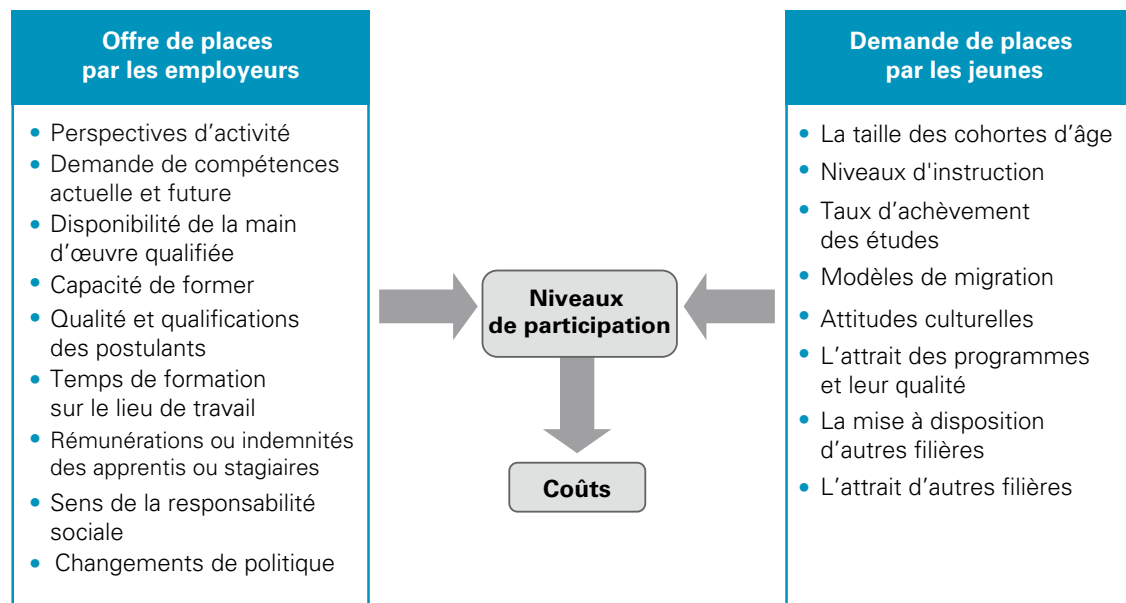 Offre de places
par les employeurs
• Perspectives d’activité
• Demande de compétences
actuelle et future
• Disponibilité de la main
d’œuvre qualifiée
• Capacité de former
• Qualité et qualifications
des postulants
• Temps de formation
sur le lieu de travail
• Rémunérations ou indemnités
des apprentis ou stagiaires
• Sens de la responsabilité
sociale
• Changements de politique
Niveaux
de participation
Coûts
Demande de places
par les jeunes
• La taille des cohortes d’âge
• Niveaux d'instruction
• Taux d’achèvement
des études
• Modèles de migration
• Attitudes culturelles
• L’attrait des programmes
et leur qualité
• La mise à disposition
d’autres filières
• L’attrait d’autres filières